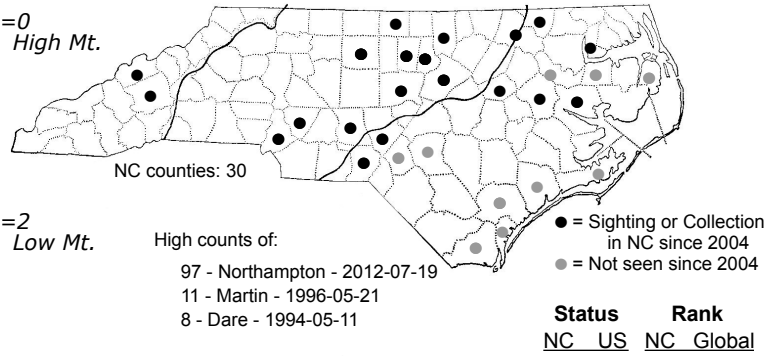 =0
High Mt.
NC counties: 30
=2
Low Mt.
High counts of:
97 - Northampton - 2012-07-19
11 - Martin - 1996-05-21
8 - Dare - 1994-05-11
= Sighting or Collection
in NC since 2004
= Not seen since 2004
Status Rank
NC US NC Global